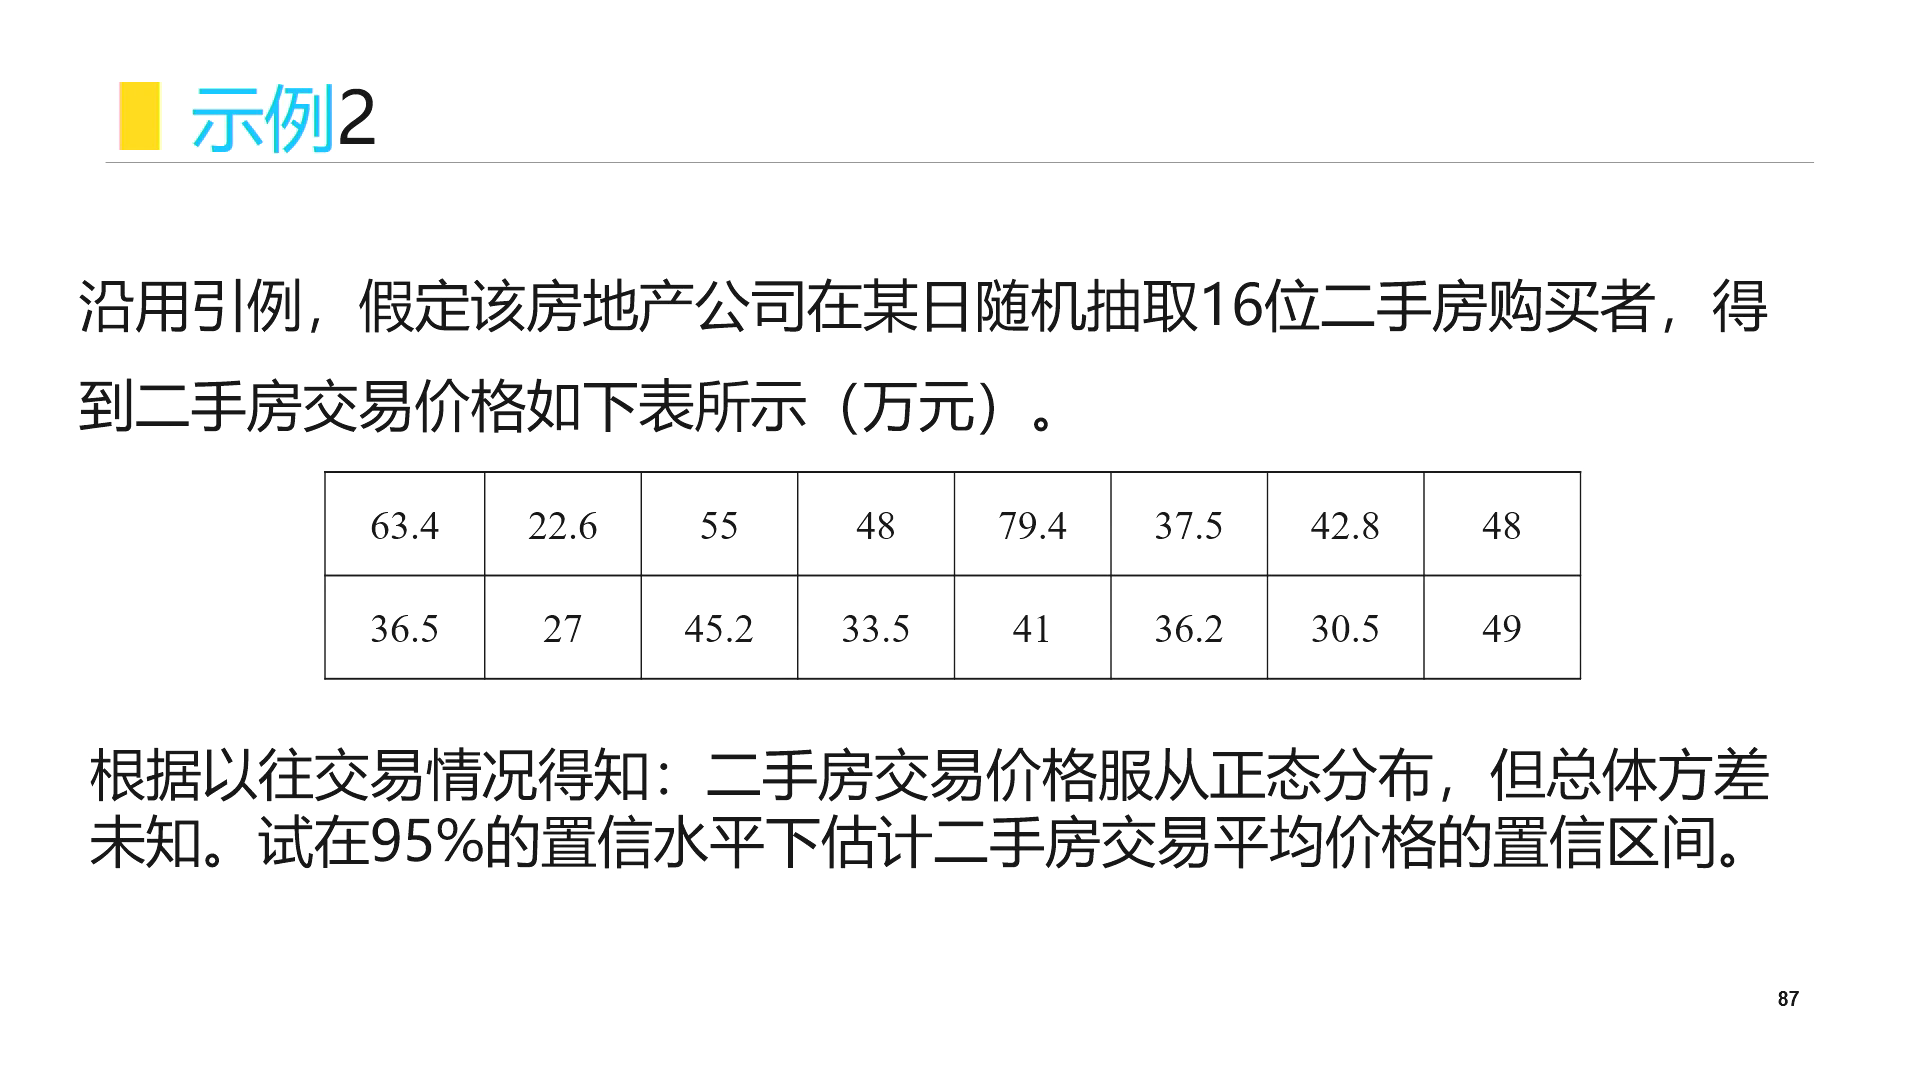 示例2
沿用引例，假定该房地产公司在某日随机抽取16位二手房购买者，得
到二手房交易价格如下表所示（万元）。
63.4 22.6 55 48 79.4 37.5 42.8 48
36.5 27 45.2 33.5 41 36.2 30.5 49
根据以往交易情况得知：二手房交易价格服从正态分布，但总体方差
未知。试在95%的置信水平下估计二手房交易平均价格的置信区间。
87